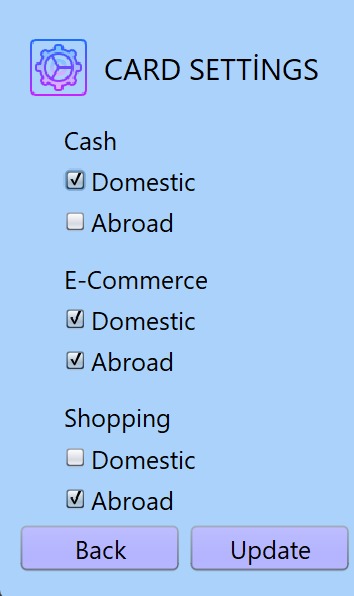 CARD SETTİNGS
Cash
Domestic
Abroad
E-Commerce
Domestic
Abroad
Shopping
Domestic
Abroad
Back Update